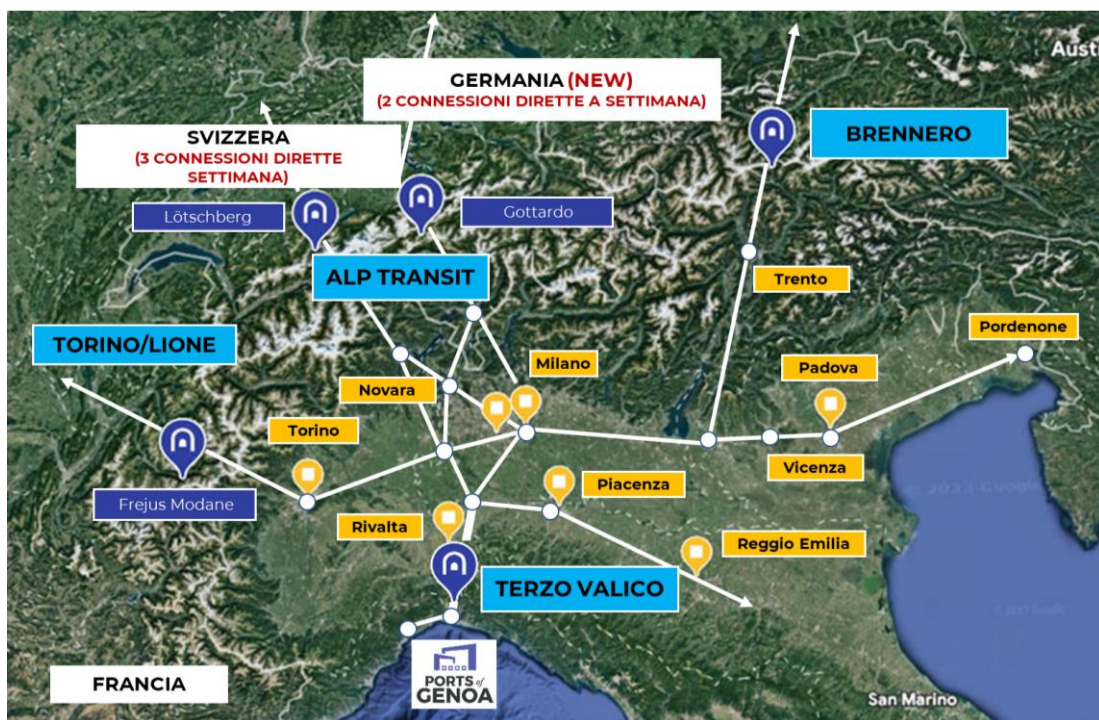 Aust
GERMANIA (NEW)
(2 CONNESSIONI DIRETTE A SETTIMANA)
BRENNERO
SVIZZERA
(3 CONNESSIONI DIRETTE
SETTIMANA)
Lötschberg
Gottardo
ALP TRANSIT
Trento
TORINO/LIONE
Pordenone
Milano
Padova
Novara
Torino
Vicenza
Piacenza
Frejus Modane
Rivalta
Reggio Emilia
TERZO VALICO
PORTS of
GENOA
FRANCIA
San Marino